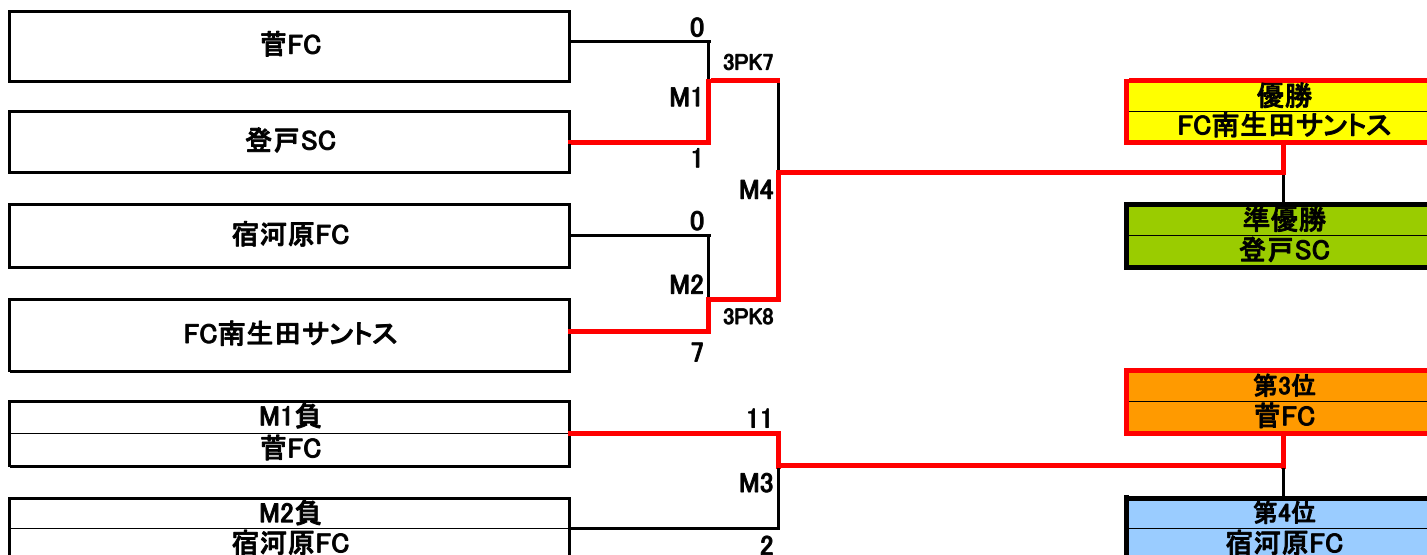 菅FC
0
3PK7
M1
登戸SC
1
優勝
FC南生田サントス
M4
宿河原FC
0
準優勝
登戸SC
M2
3PK8
FC南生田サントス
7
M1負
菅FC
11
第3位
菅FC
M3
M2負
宿河原FC
2
第4位
宿河原FC